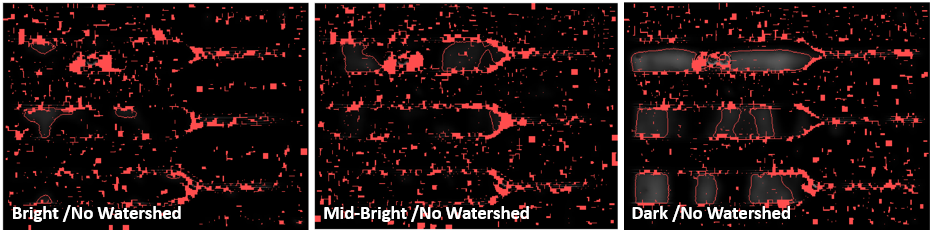 Bright /No Watershed
Mid-Bright /No Watershed
Dark /No Watershed